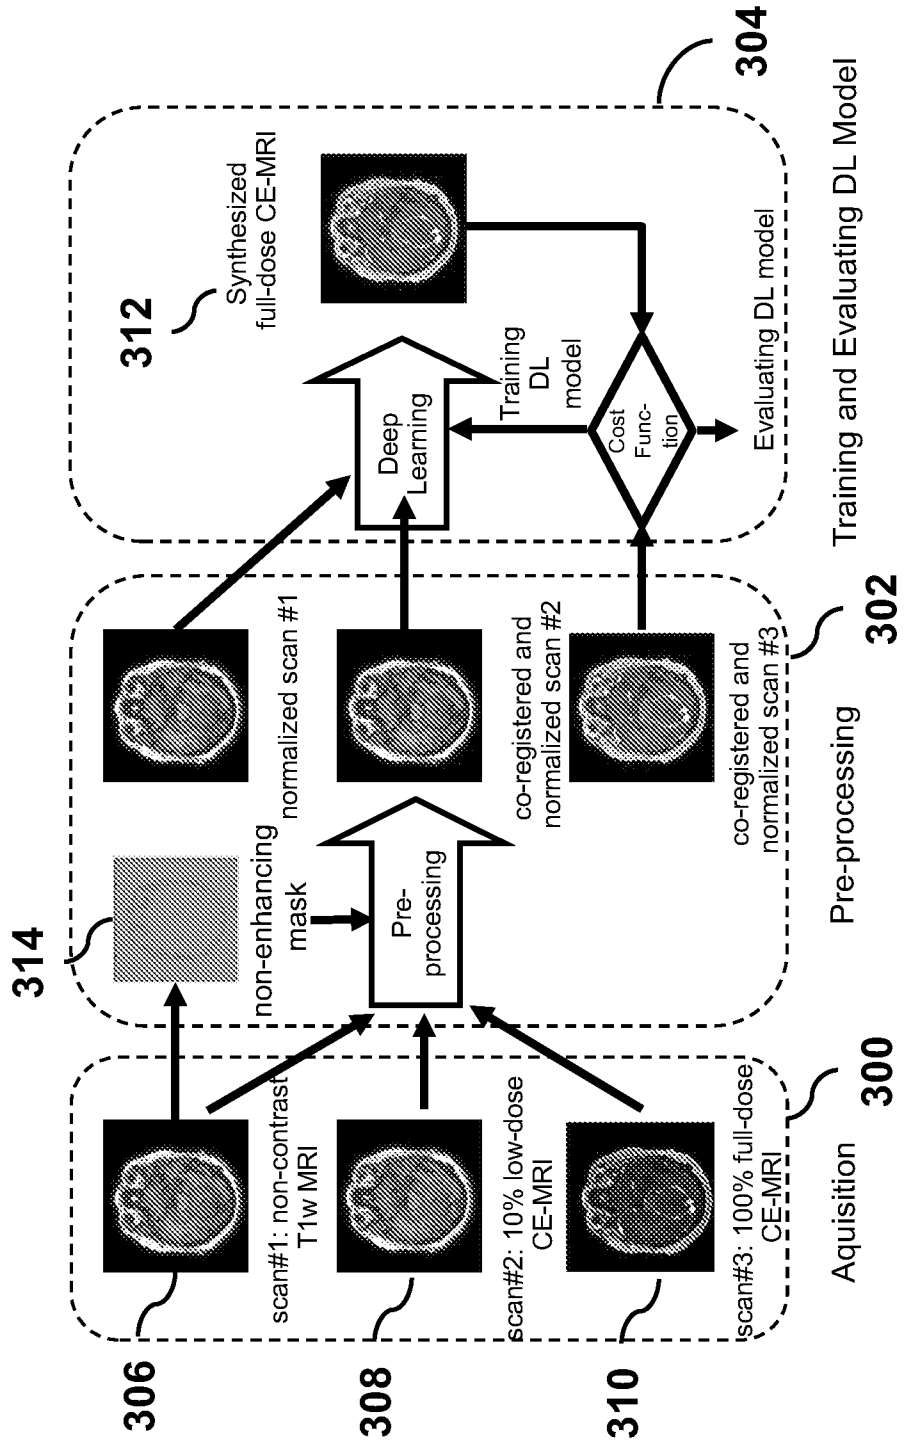 306
scan#1: non-contrast
T1w MRI
308
scan#2: 10% low-dose
CE-MRI
310
scan#3: 100% full-dose
CE-MRI
300
Aquisition
314
non-enhancing
mask
Pre-
processing
normalized scan #1
co-registered and
normalized scan #2
co-registered and
normalized scan #3
302
Pre-processing
312
Synthesized
full-dose CE-MRI
Deep
Learning
Training
DL
model
Cost
Func-
tion
Evaluating DL model
304
Training and Evaluating DL Model